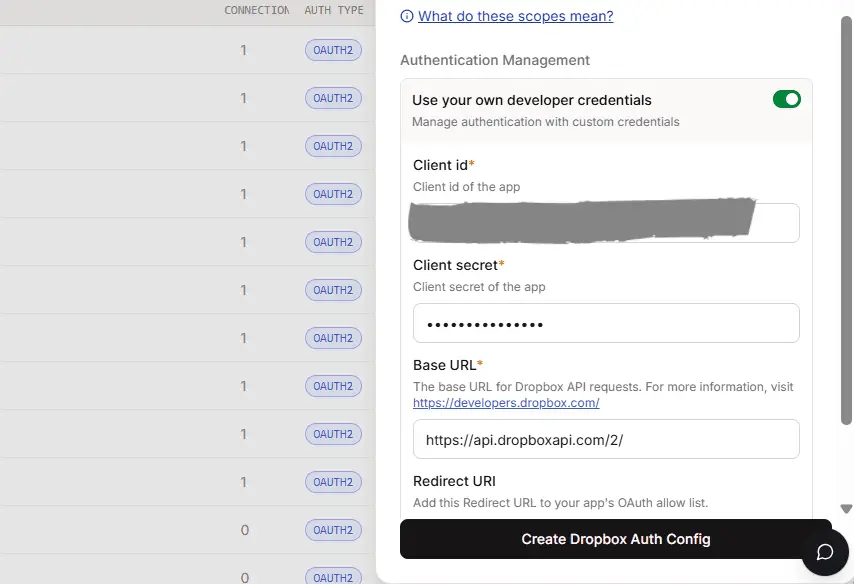 CONNECTION AUTH TYPE
1 OAUTH2
1 OAUTH2
1 OAUTH2
1 OAUTH2
1 OAUTH2
1 OAUTH2
1 OAUTH2
1 OAUTH2
1 OAUTH2
1 OAUTH2
0 OAUTH2
0 OAUTH2
What do these scopes mean?
Authentication Management
Use your own developer credentials
Manage authentication with custom credentials
Client id*
Client id of the app
Client secret*
Client secret of the app
•••••••••••••••
Base URL*
The base URL for Dropbox API requests. For more information, visit
https://developers.dropbox.com/
https://api.dropboxapi.com/2/
Redirect URI
Add this Redirect URL to your app's OAuth allow list.
Create Dropbox Auth Config